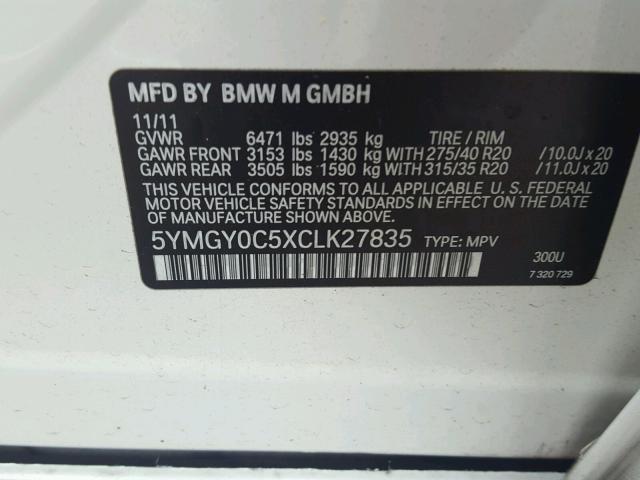 MFD BY BMW M GMBH
11/11
GVWR 6471 lbs 2935 kg TIRE / RIM
GAWR FRONT 3153 lbs 1430 kg WITH 275/40 R20 /10.0J x 20
GAWR REAR 3505 lbs 1590 kg WITH 315/35 R20 /11.0J x 20
THIS VEHICLE CONFORMS TO ALL APPLICABLE U. S. FEDERAL
MOTOR VEHICLE SAFETY STANDARDS IN EFFECT ON THE DATE
OF MANUFACTURE SHOWN ABOVE.
5YMGY0C5XCLK27835 TYPE: MPV
300U
7 320 729